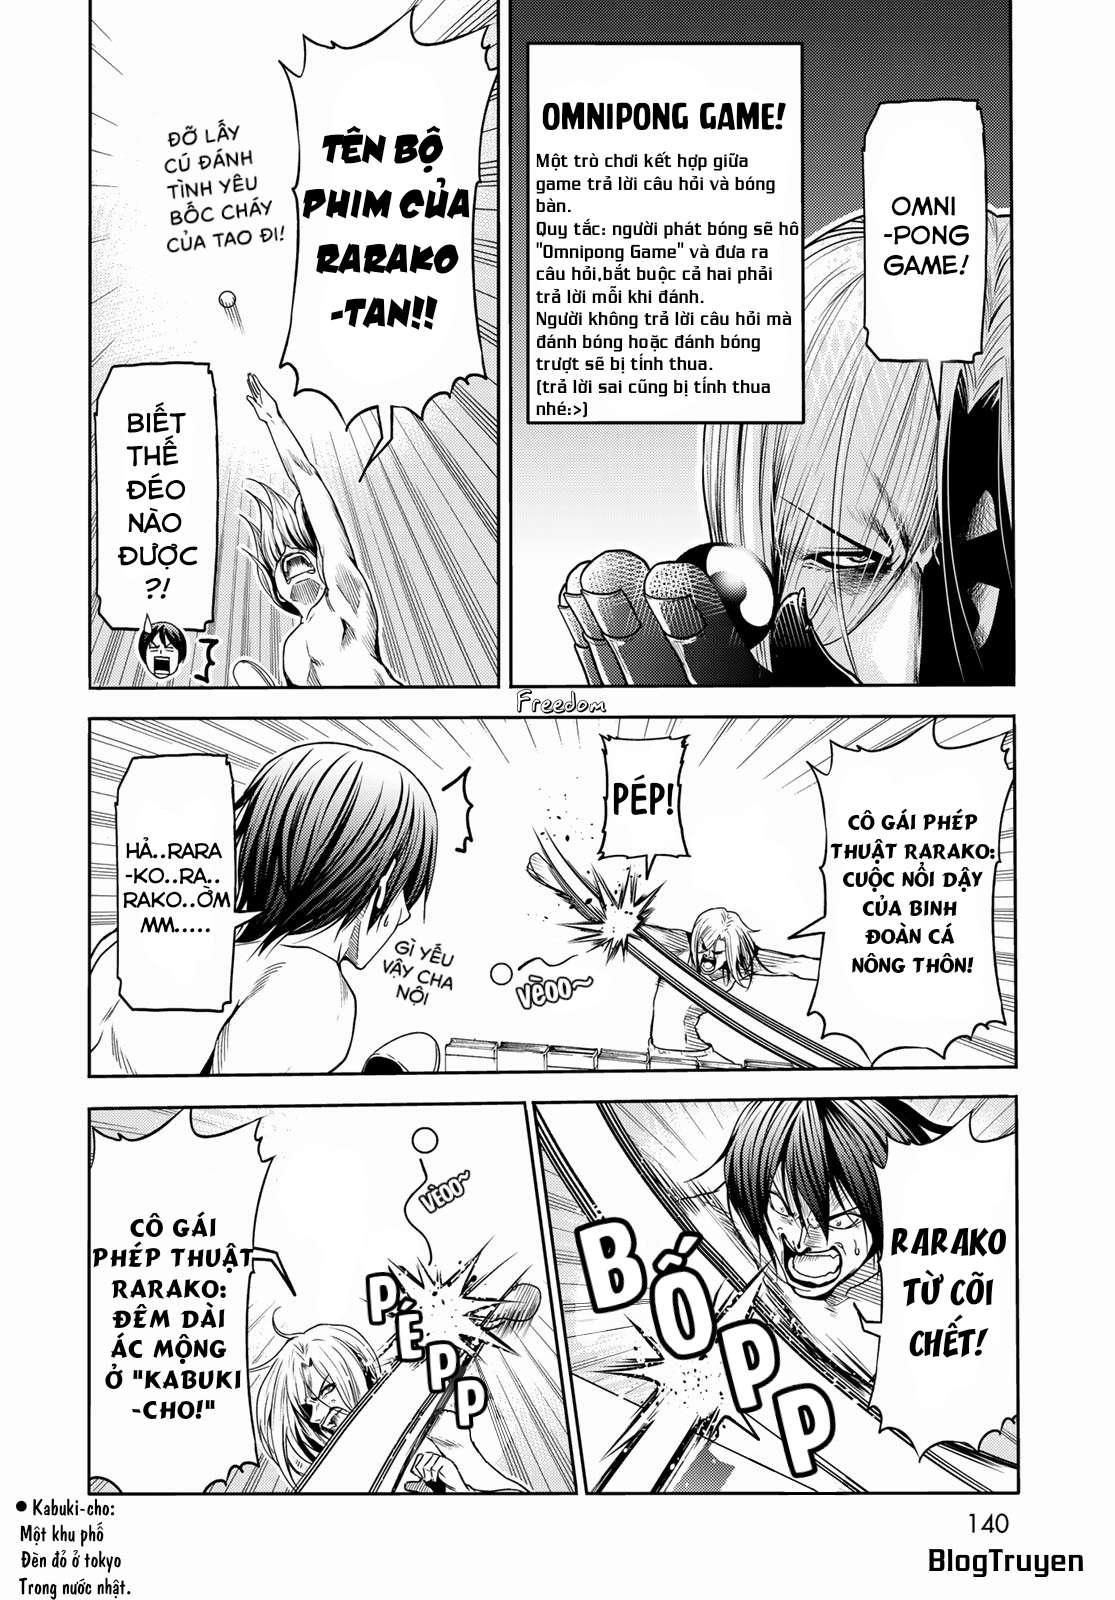 OMNI
-PONG
GAME!
OMNIPONG GAME!
Một trò chơi kết hợp giữa
game trả lời câu hỏi và bóng
bàn.
Quy tắc: người phát bóng sẽ hô
"Omnipong Game" và đưa ra
câu hỏi,bắt buộc cả hai phải
trả lời mỗi khi đánh.
Người không trả lời câu hỏi mà
đánh bóng hoặc đánh bóng
trượt sẽ bị tính thua.
(trả lời sai cũng bị tính thua
nhé:>)
TÊN BỘ
PHIM CỦA
RARAKO
-TAN!!
ĐỠ LẤY
CÚ ĐÁNH
TÌNH YÊU
BỐC CHÁY
CỦA TAO ĐI!
BIẾT
THẾ
ĐÉO
NÀO
ĐƯỢC
?!
Freedom
CÔ GÁI PHÉP
THUẬT RARAKO:
CUỘC NỔI DẬY
CỦA BINH
ĐOÀN CÁ
NÔNG THÔN!
PÉP!
VÈOO~
GÌ YẾU
VẬY CHA
NỘI
HẢ..RARA
-KO..RA..
RAKO..ỜM
MM.....
RARAKO
TỪ CÕI
CHẾT!
BỐPP
VÈOO~
PÉPPP
CÔ GÁI
PHÉP THUẬT
RARAKO:
ĐÊM DÀI
ÁC MỘNG
Ở "KABUKI
-CHO!"
• Kabuki-cho:
Một khu phố
Đèn đỏ ở tokyo
Trong nước nhật.
140
BlogTruyen